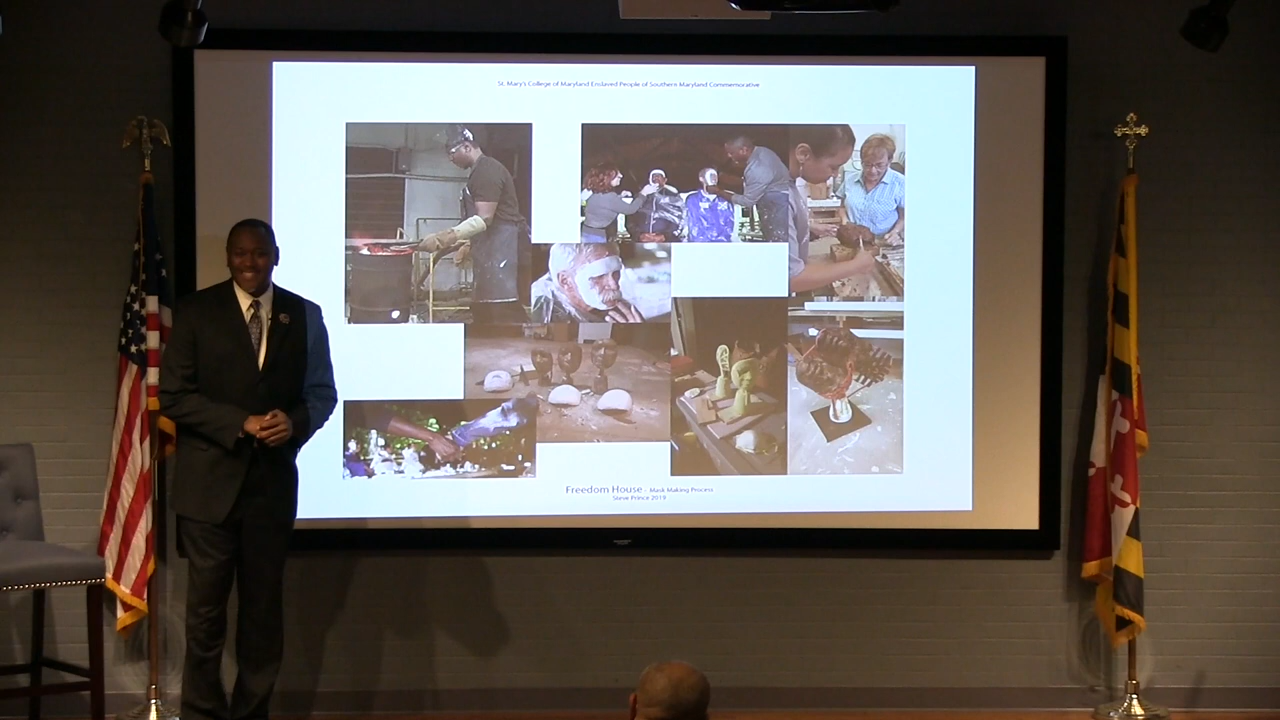 St. Mary's College of Maryland Enslaved People of Southern Maryland Commemorative
Freedom House - Mask Making Process
Steve Prince 2019